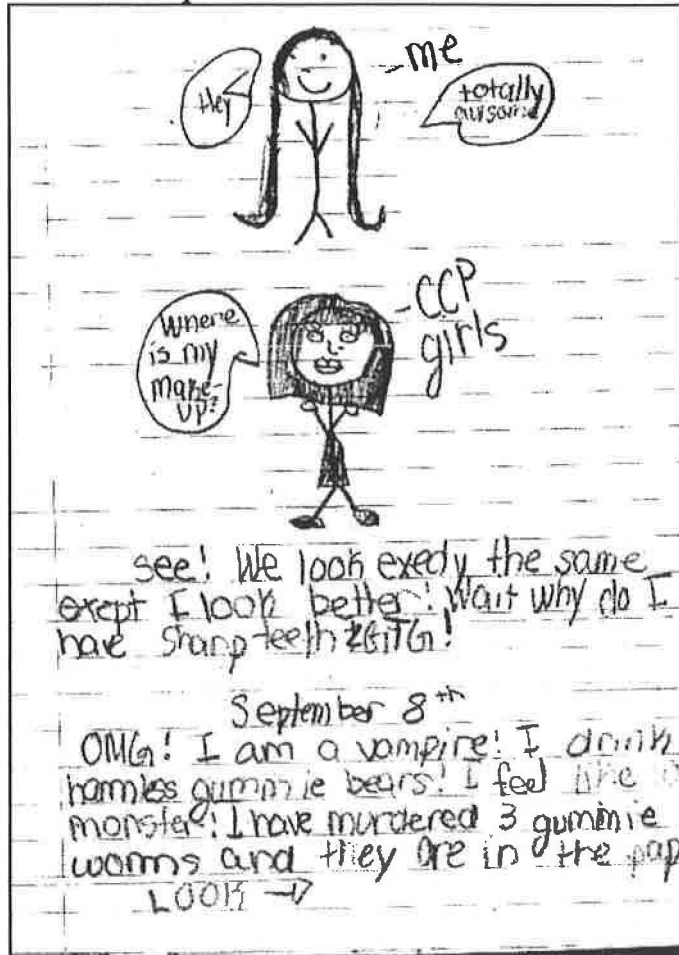 me
Hey
totally
awsome
CCP
girls
Where
is my
make-
up?
see! We look exedy the same
exept I look better! Wait why do I
have sharp teeth GTG!
September 8th
OMG! I am a vampire! I drink
harmless gummie bears! I feel like a
monster! I have murdered 3 gummie
worms and they are in the pap
LOOK →